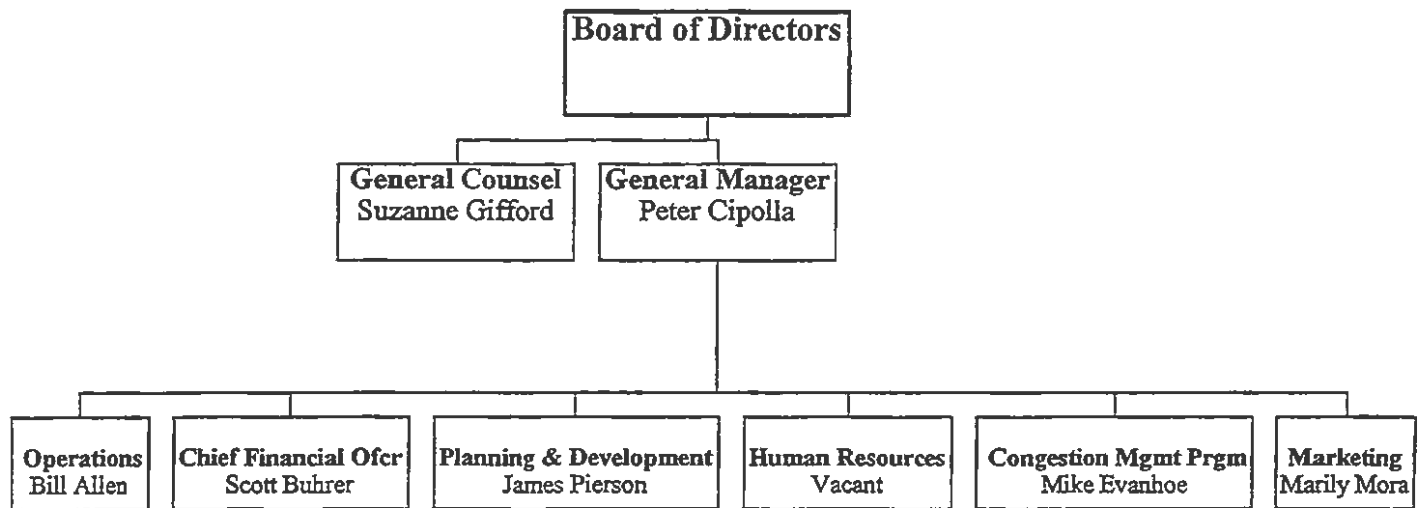 Board of Directors
General Counsel
Suzanne Gifford
General Manager
Peter Cipolla
Operations
Bill Allen
Chief Financial Ofcr
Scott Buhrer
Planning & Development
James Pierson
Human Resources
Vacant
Congestion Mgmt Prgm
Mike Evanhoe
Marketing
Marily Mora